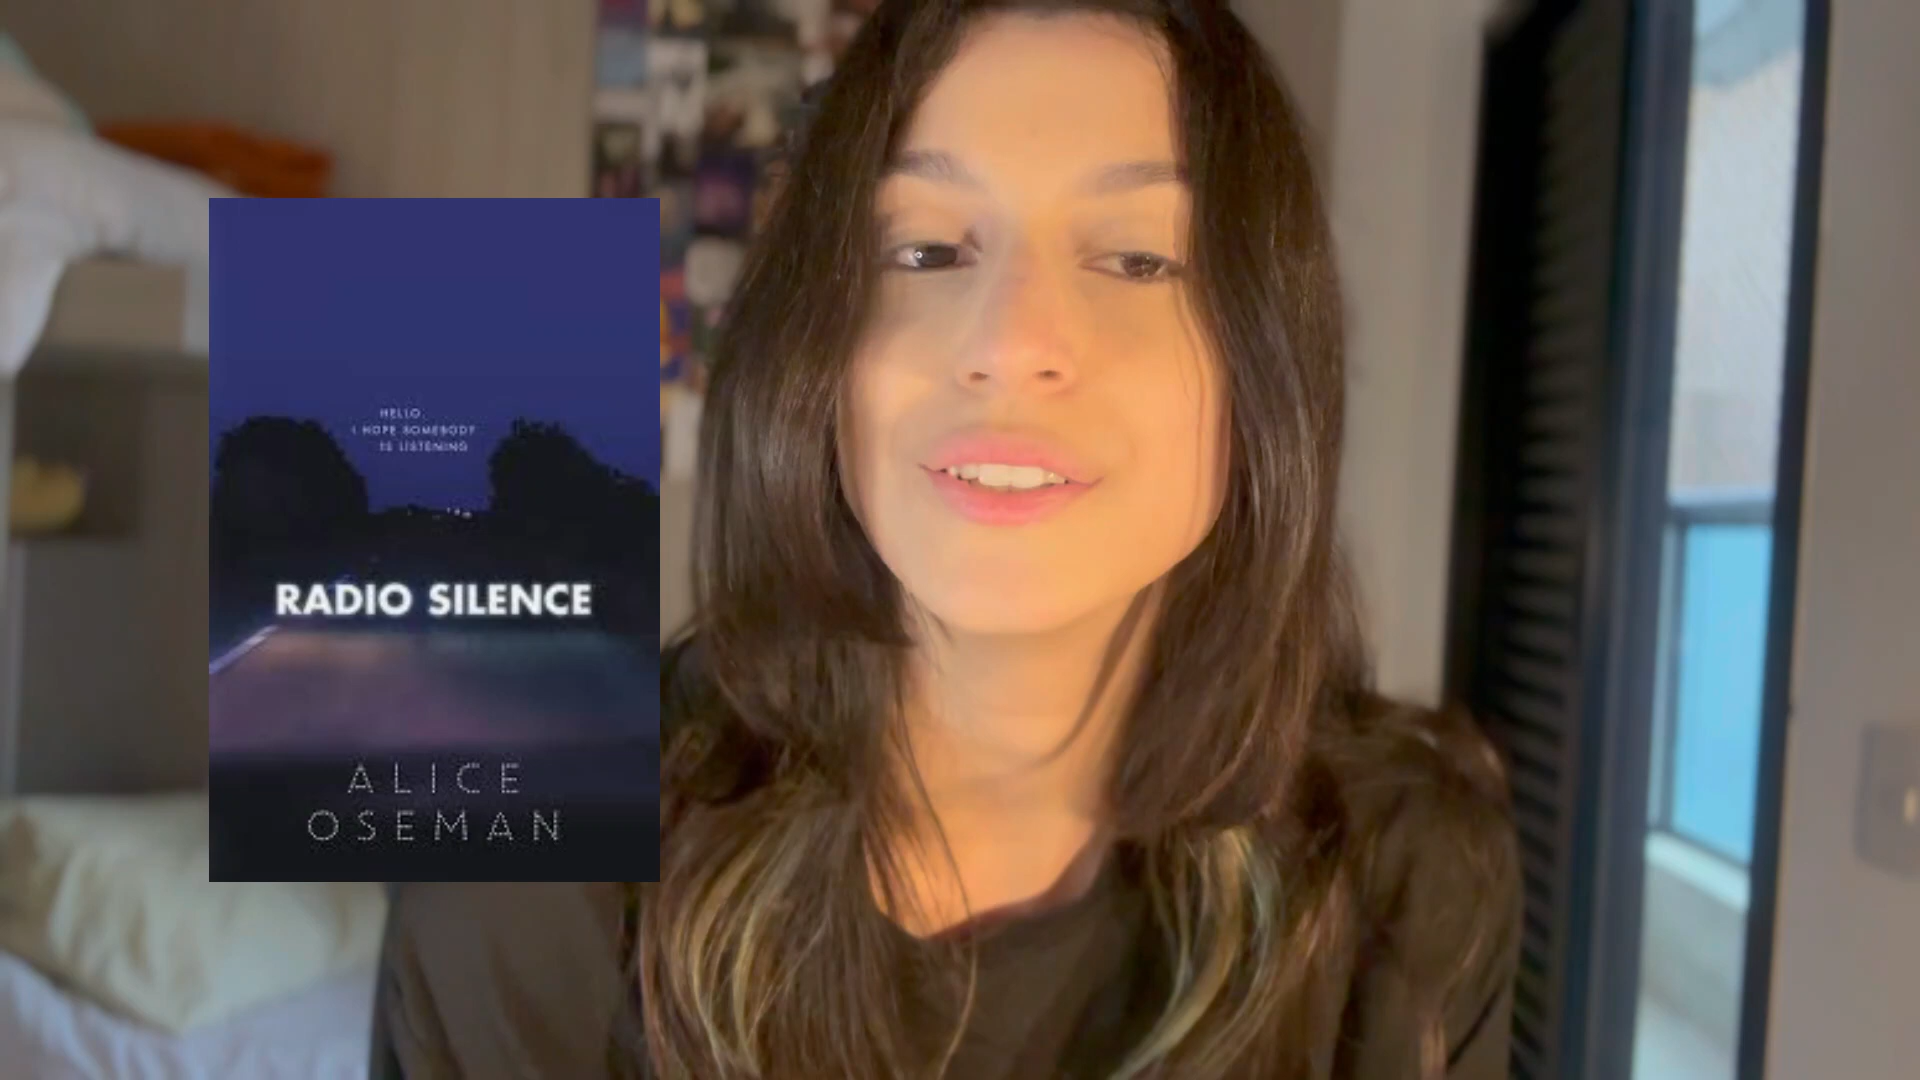 HELLO.
I HOPE SOMEBODY
IS LISTENING
RADIO SILENCE
ALICE
OSEMAN